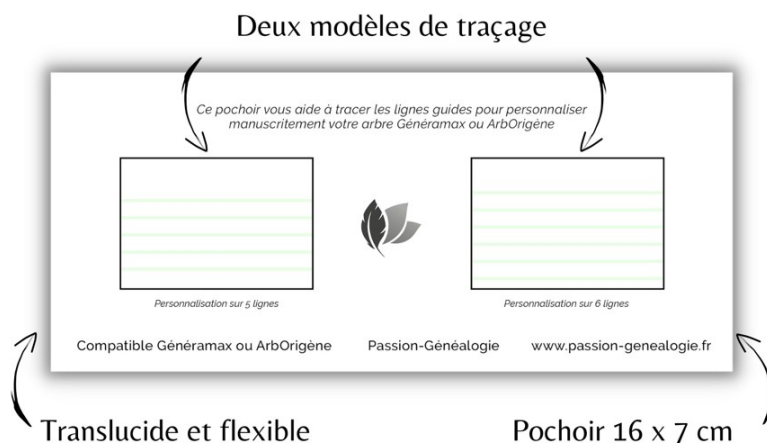 Deux modèles de traçage
Ce pochoir vous aide à tracer les lignes guides pour personnaliser
manuscritement votre arbre Généramax ou ArbOrigène
Personnalisation sur 5 lignes
Personnalisation sur 6 lignes
Compatible Généramax ou ArbOrigène
Passion-Généalogie
www.passion-genealogie.fr
Translucide et flexible
Pochoir 16 x 7 cm